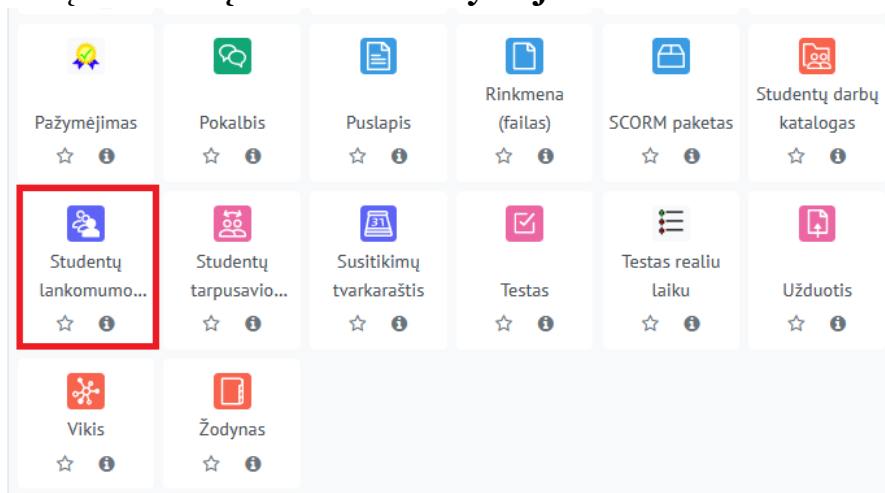 Rinkmena
Studentų darbų
Pažymėjimas
Pokalbis
Puslapis
(failas)
SCORM paketas
katalogas
Studentų
Studentų
Susitikimų
Testas realiu
lankomumo...
tarpusavio...
tvarkaraštis
Testas
laiku
Užduotis
Vikis
Žodynas